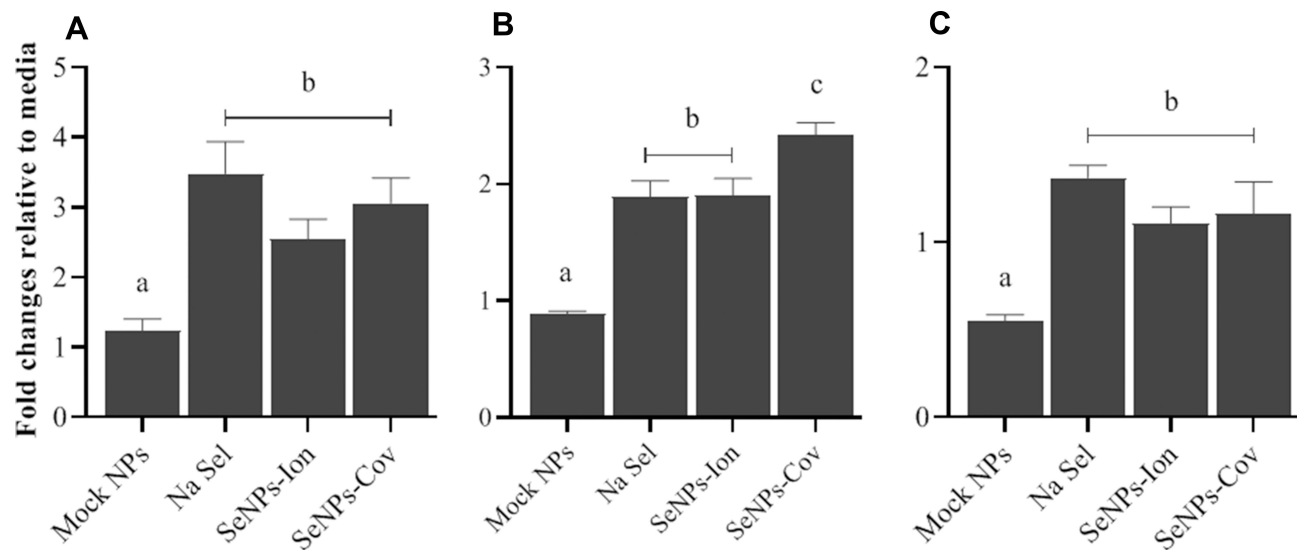 A
B
C
Fold changes relative to media
5
4
3
2
1
0
a
b
Mock NPs
Na Sel
SeNPs-Ion
SeNPs-Cov
3
2
1
0
a
b
c
Mock NPs
Na Sel
SeNPs-Ion
SeNPs-Cov
2
1
0
a
b
Mock NPs
Na Sel
SeNPs-Ion
SeNPs-Cov